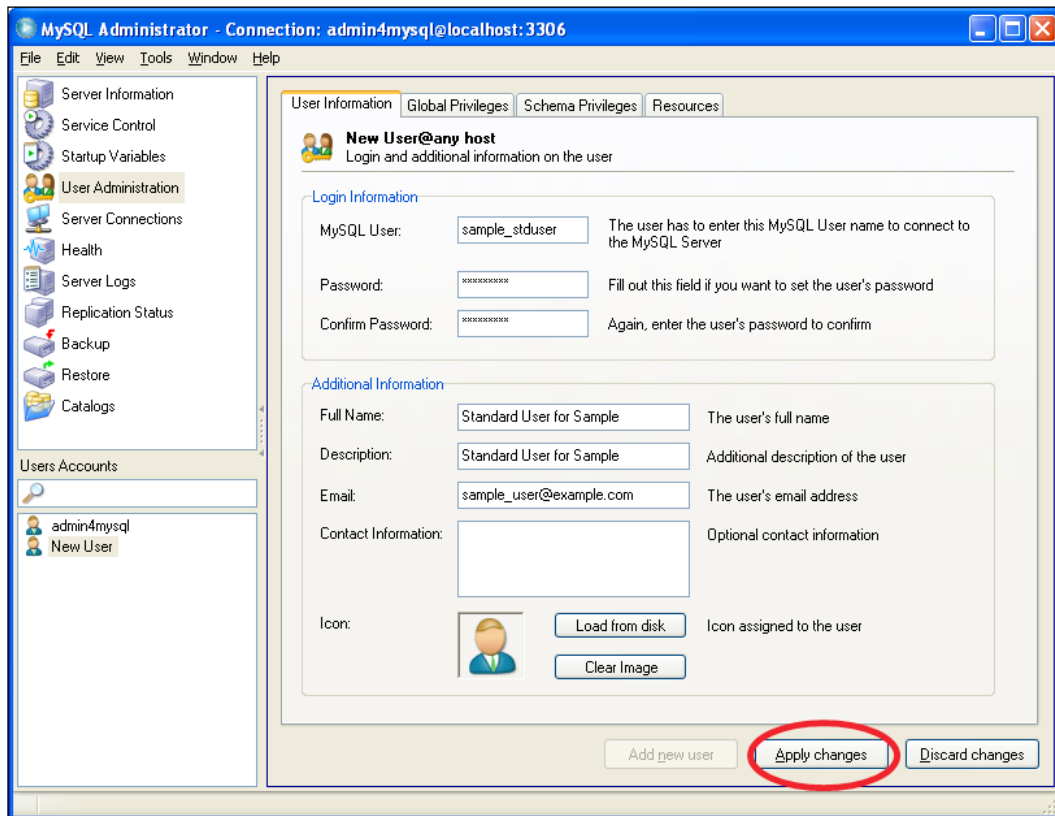 MySQL Administrator - Connection: admin4mysql@localhost:3306
File Edit View Tools Window Help
Server Information
Service Control
Startup Variables
User Administration
Server Connections
Health
Server Logs
Replication Status
Backup
Restore
Catalogs
Users Accounts
admin4mysql
New User
User Information Global Privileges Schema Privileges Resources
New User@any host
Login and additional information on the user
Login Information
MySQL User: sample_stduser The user has to enter this MySQL User name to connect to
the MySQL Server
Password: ********* Fill out this field if you want to set the user's password
Confirm Password: ********* Again, enter the user's password to confirm
Additional Information
Full Name: Standard User for Sample The user's full name
Description: Standard User for Sample Additional description of the user
Email: sample_user@example.com The user's email address
Contact Information: Optional contact information
Icon: Load from disk Icon assigned to the user
Clear Image
Add new user Apply changes Discard changes